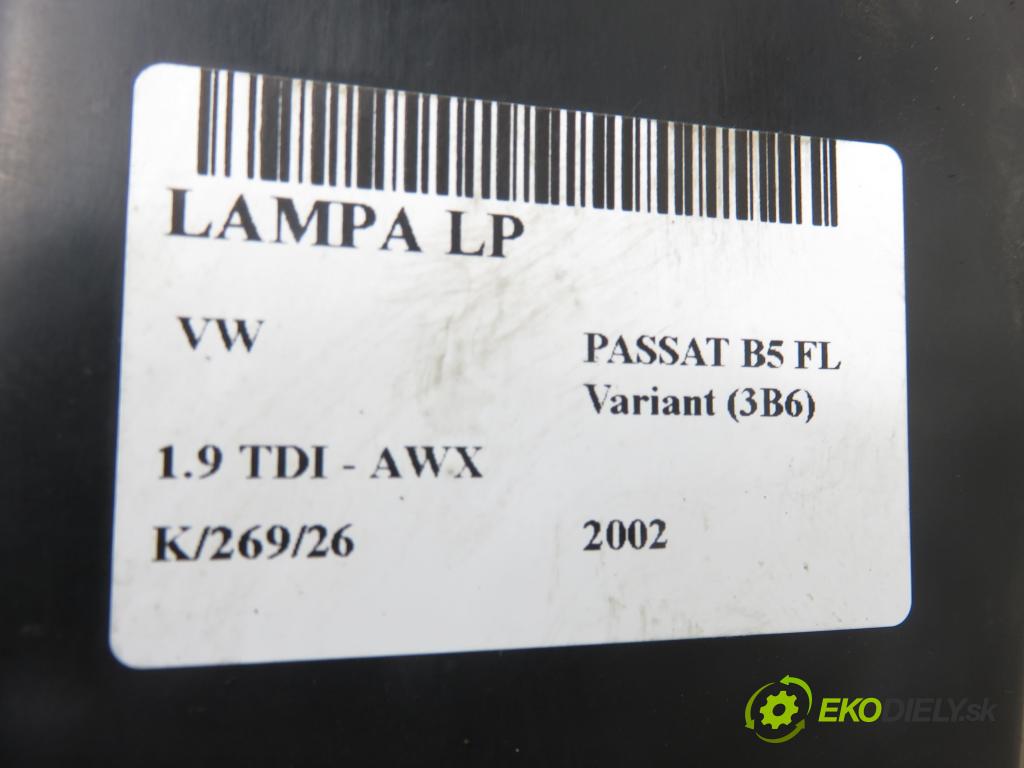 LAMPA LP
VW
PASSAT B5 FL
Variant (3B6)
1.9 TDI - AWX
K/269/26
2002
EKODIELY.sk